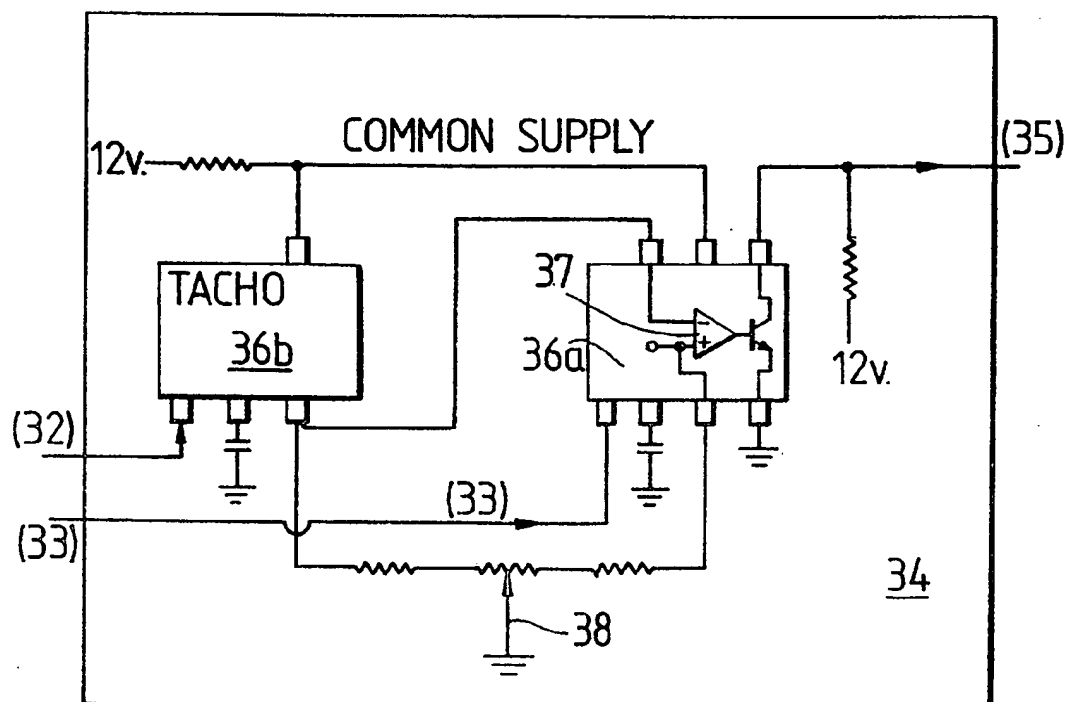 COMMON SUPPLY
12v.
(35)
TACHO
36b
37
36a
12v.
(32)
(33)
(33)
34
38